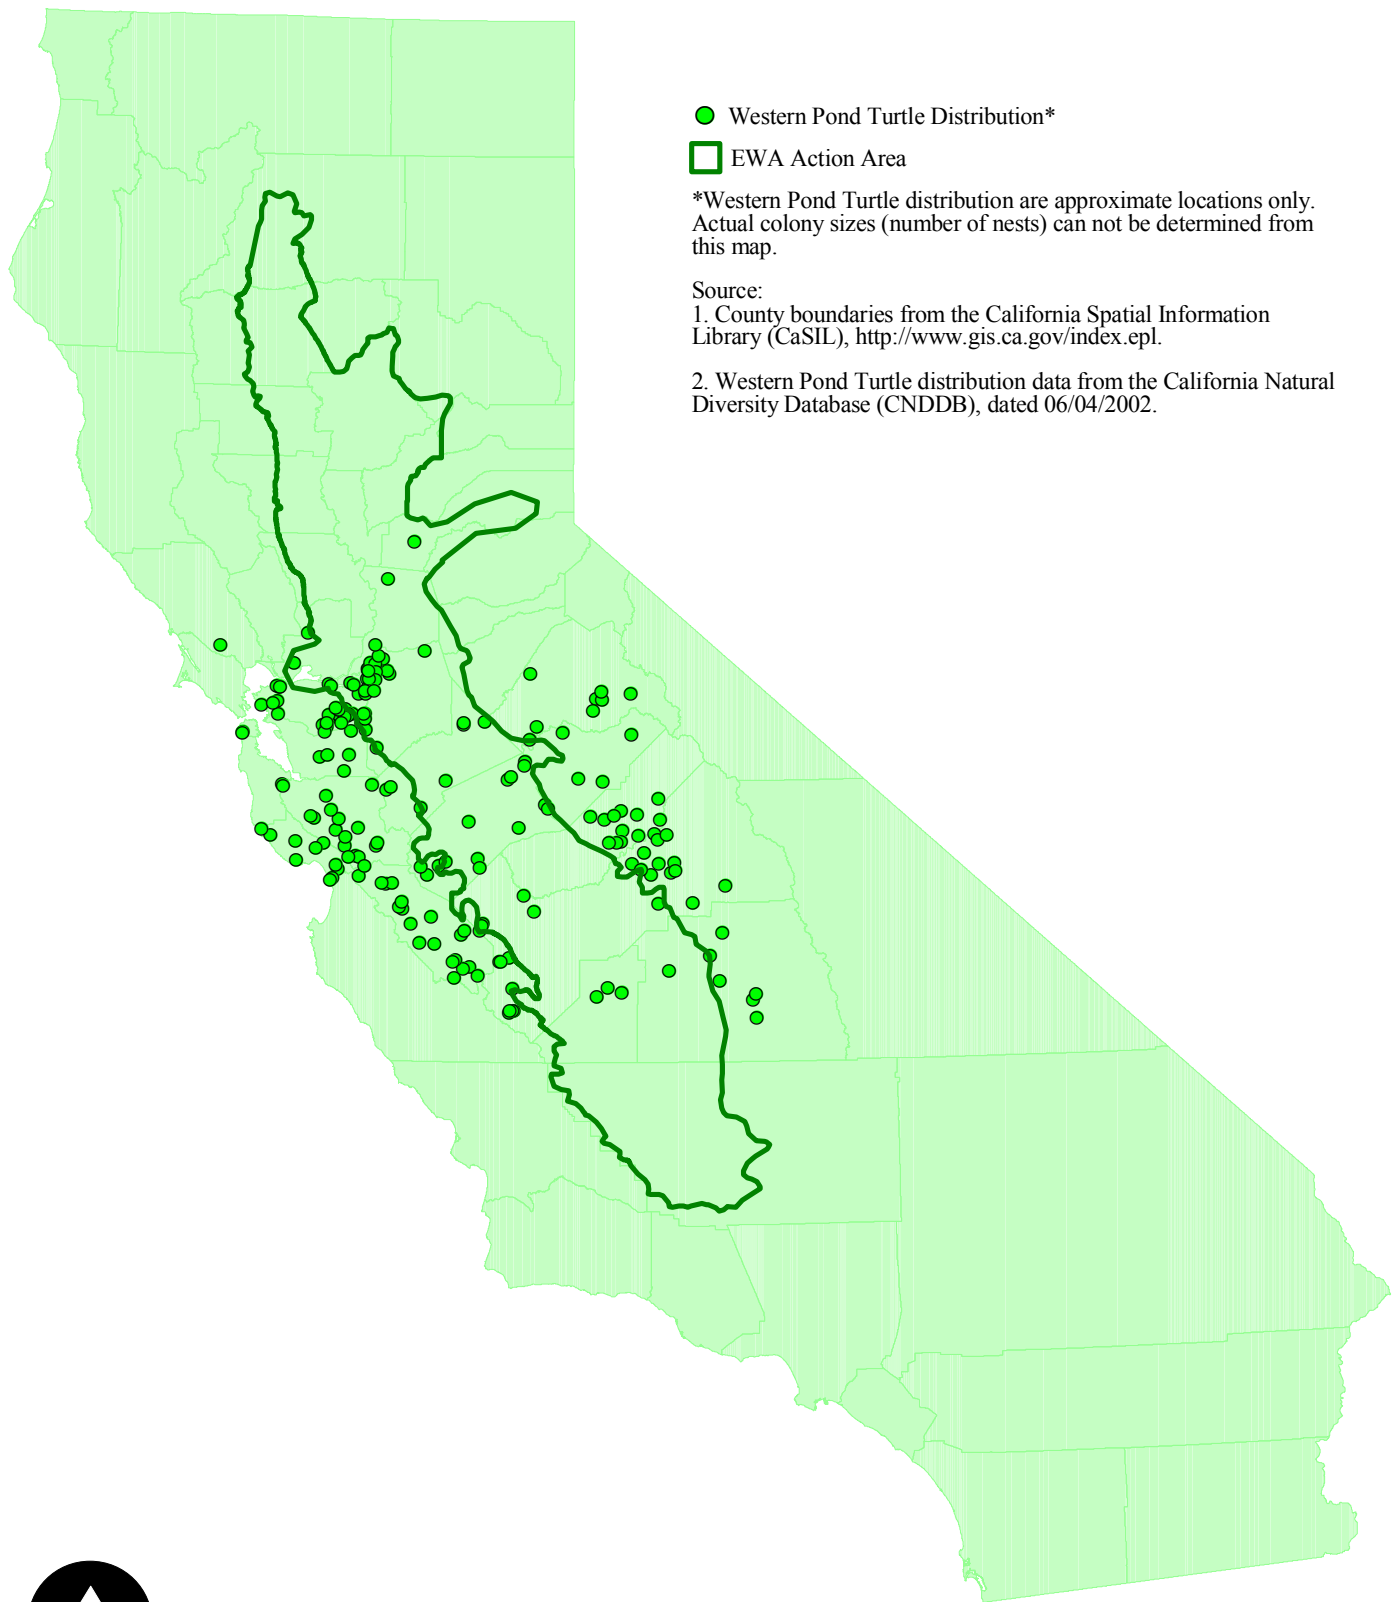 Western Pond Turtle Distribution*
EWA Action Area
*Western Pond Turtle distribution are approximate locations only.
Actual colony sizes (number of nests) can not be determined from
this map.
Source:
1. County boundaries from the California Spatial Information
Library (CaSIL), http://www.gis.ca.gov/index.epl.
2. Western Pond Turtle distribution data from the California Natural
Diversity Database (CNDDB), dated 06/04/2002.